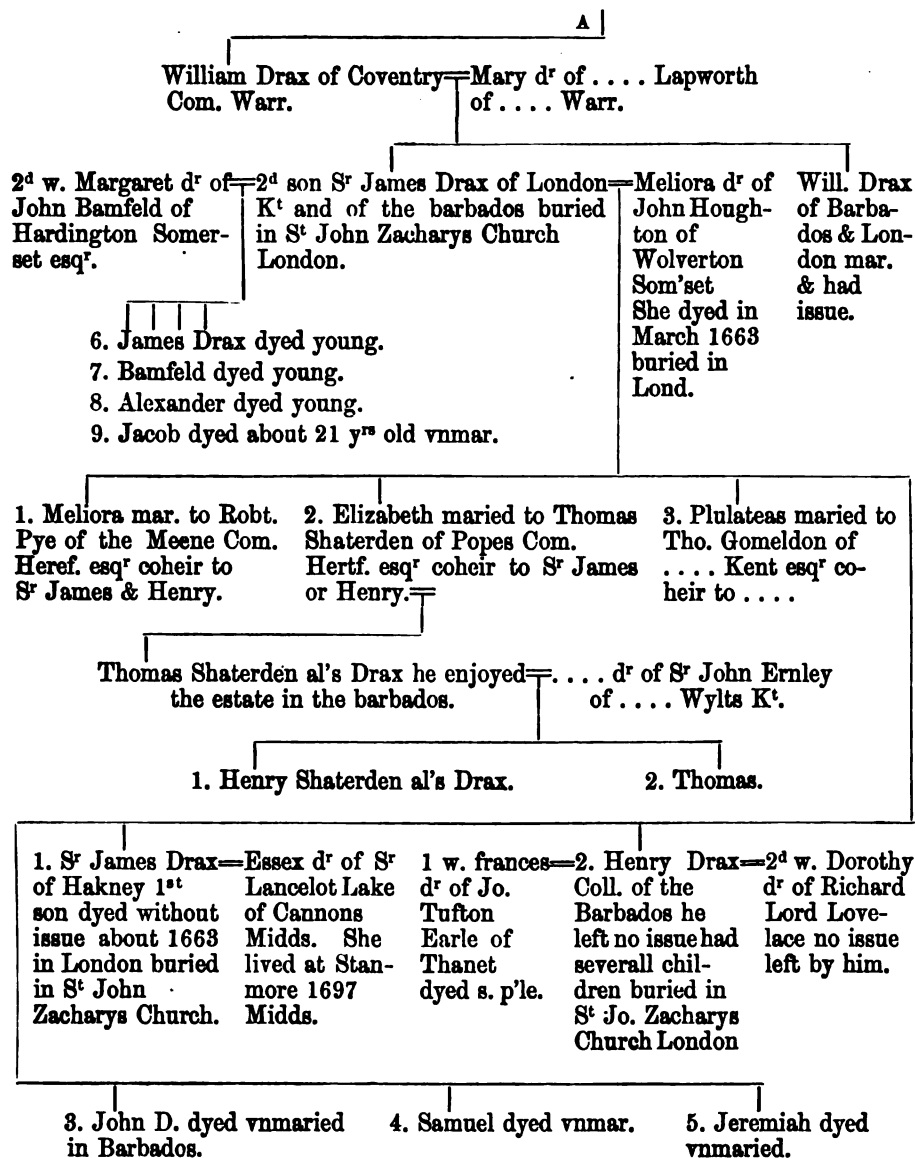 A
William Drax of Coventry=Mary dʳ of . . . . Lapworth
Com. Warr.
of . . . . Warr.
2ᵈ w. Margaret dʳ of
John Bamfeld of
Hardington Somer-
set esqʳ.
=2ᵈ son Sʳ James Drax of London=
Kᵗ and of the barbados buried
in Sᵗ John Zacharys Church
London.
Meliora dʳ of
John Hough-
ton of
Wolverton
Som'set
She dyed in
March 1663
buried in
Lond.
Will. Drax
of Barba-
dos & Lon-
don mar.
& had
issue.
6. James Drax dyed young.
7. Bamfeld dyed young.
8. Alexander dyed young.
9. Jacob dyed about 21 yʳˢ old vnmar.
1. Meliora mar. to Robt.
Pye of the Meene Com.
Heref. esqʳ coheir to
Sʳ James & Henry.
2. Elizabeth maried to Thomas
Shaterden of Popes Com.
Hertf. esqʳ coheir to Sʳ James
or Henry.=
3. Plulateas maried to
Tho. Gomeldon of
. . . . Kent esqʳ co-
heir to . . . .
Thomas Shaterden al's Drax he enjoyed=. . . . dʳ of Sʳ John Ernley
the estate in the barbados.
of . . . . Wylts Kᵗ.
1. Henry Shaterden al's Drax.
2. Thomas.
1. Sʳ James Drax=
of Hakney 1ˢᵗ
son dyed without
issue about 1663
in London buried
in Sᵗ John
Zacharys Church.
Essex dʳ of Sʳ
Lancelot Lake
of Cannons
Midds. She
lived at Stan-
more 1697
Midds.
1 w. frances=
dʳ of Jo.
Tufton
Earle of
Thanet
dyed s. p'le.
2. Henry Drax=
Coll. of the
Barbados he
left no issue had
severall chil-
dren buried in
Sᵗ Jo. Zacharys
Church London
2ᵈ w. Dorothy
dʳ of Richard
Lord Love-
lace no issue
left by him.
3. John D. dyed vnmaried
in Barbados.
4. Samuel dyed vnmar.
5. Jeremiah dyed
vnmaried.